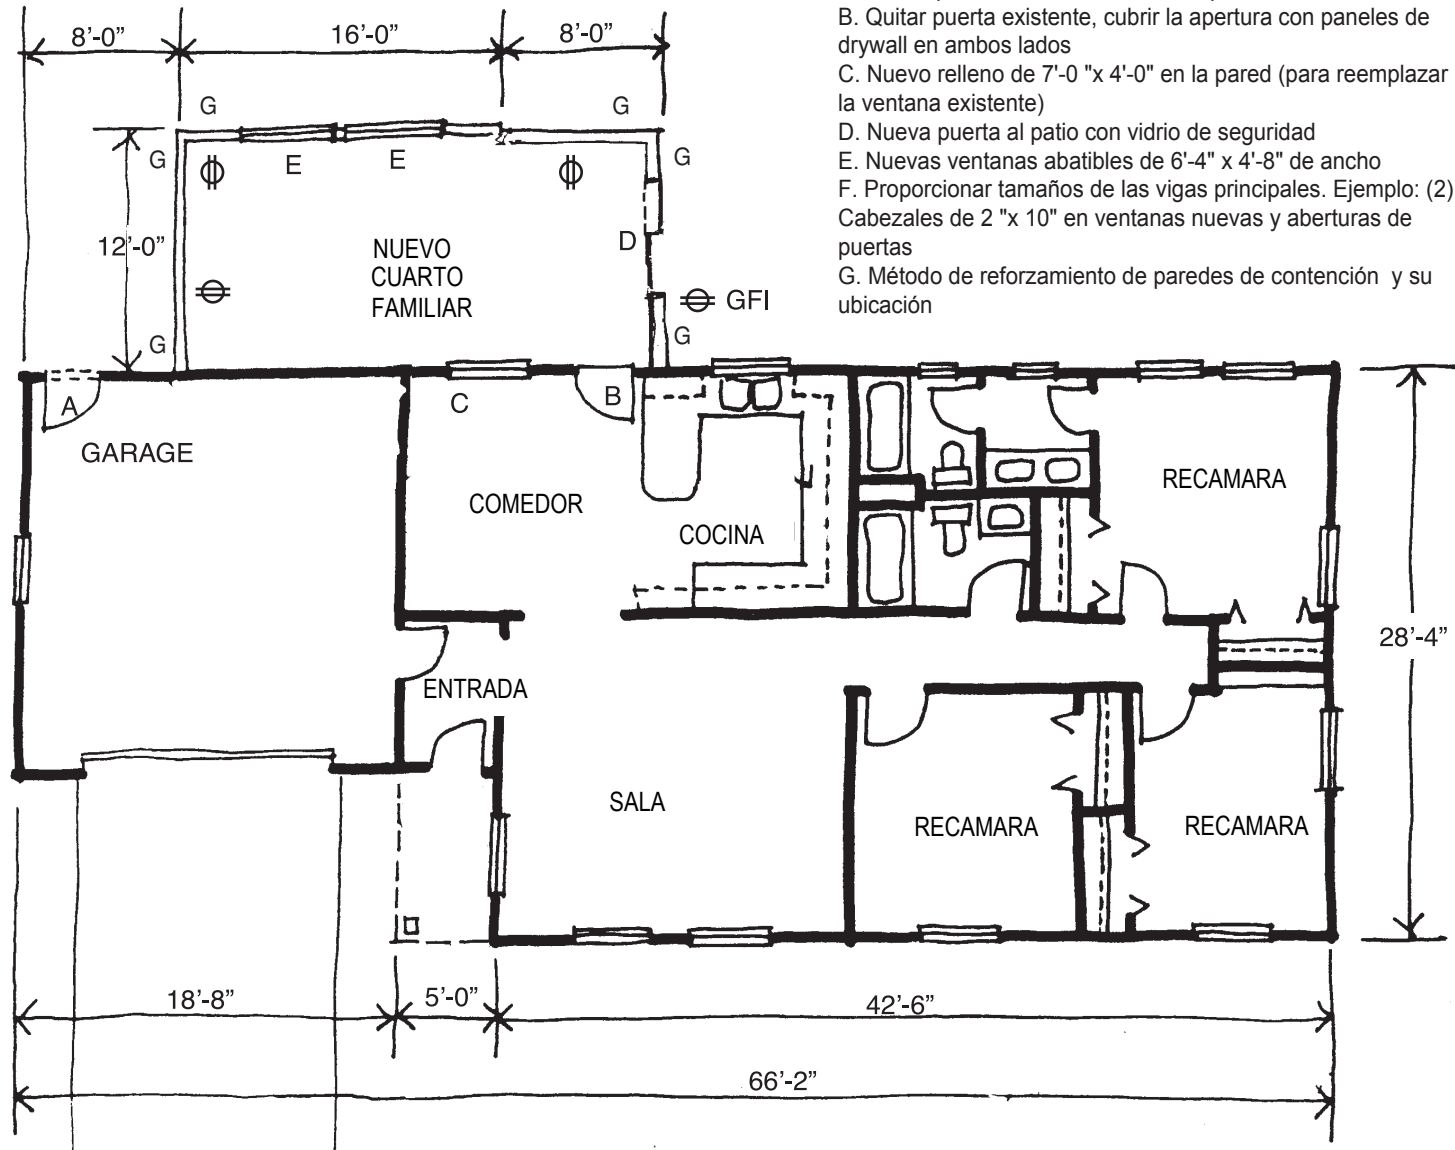 B. Quitar puerta existente, cubrir la apertura con paneles de
drywall en ambos lados
C. Nuevo relleno de 7'-0 "x 4'-0" en la pared (para reemplazar
la ventana existente)
D. Nueva puerta al patio con vidrio de seguridad
E. Nuevas ventanas abatibles de 6'-4" x 4'-8" de ancho
F. Proporcionar tamaños de las vigas principales. Ejemplo: (2)
Cabezales de 2 "x 10" en ventanas nuevas y aberturas de
puertas
G. Método de reforzamiento de paredes de contención y su
ubicación
8'-0” 16'-0” 8'-0”
G G
G E E G
12'-0”
NUEVO
CUARTO
FAMILIAR
D
GFI
G G
A C B
GARAGE
COMEDOR
COCINA
RECAMARA
28'-4”
ENTRADA
SALA
RECAMARA
RECAMARA
18'-8” 5'-0” 42'-6”
66'-2”